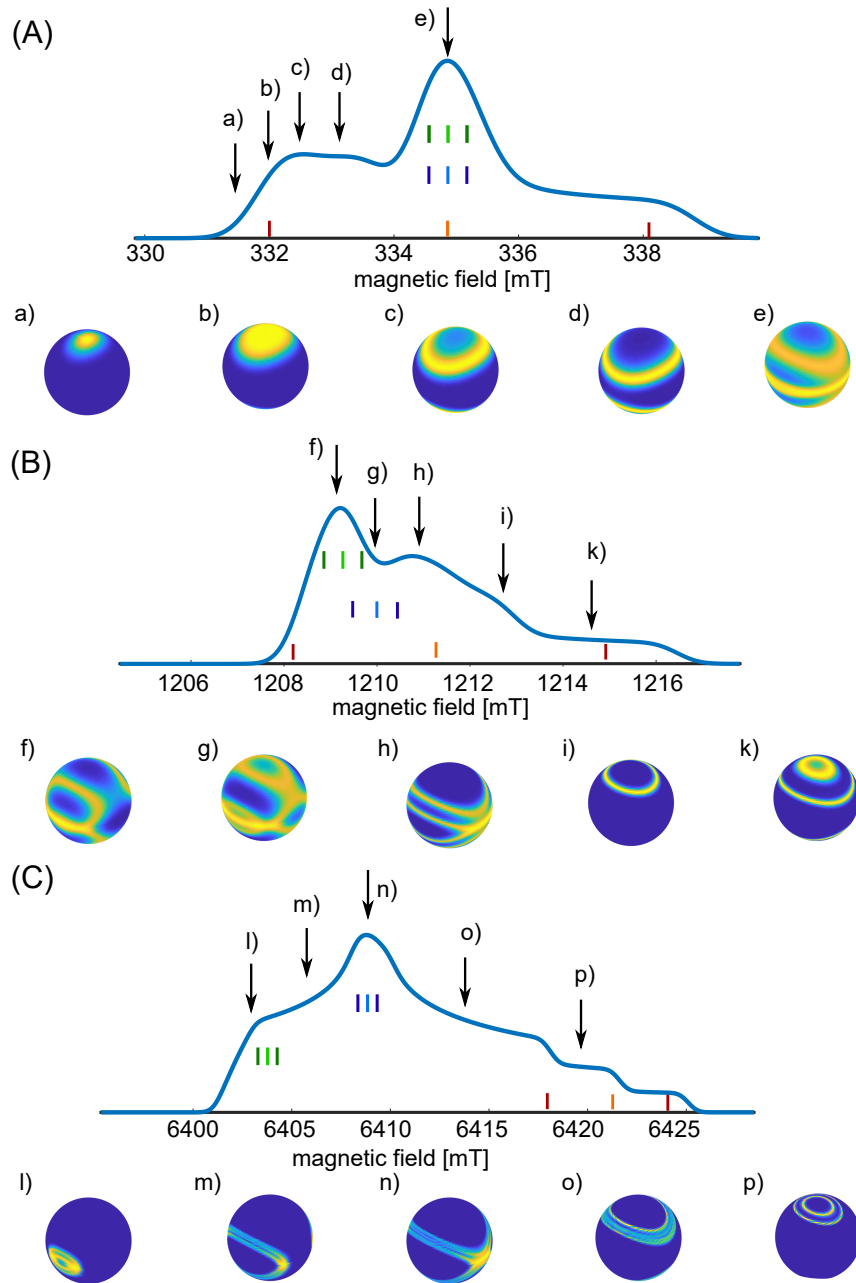 (A)
e)
c)
d)
b)
a)
330 332 334 336 338
magnetic field [mT]
a) b) c) d) e)
(B)
f)
g) h)
i)
k)
1206 1208 1210 1212 1214 1216
magnetic field [mT]
f) g) h) i) k)
(C)
n)
m)
l) o)
p)
6400 6405 6410 6415 6420 6425
magnetic field [mT]
l) m) n) o) p)